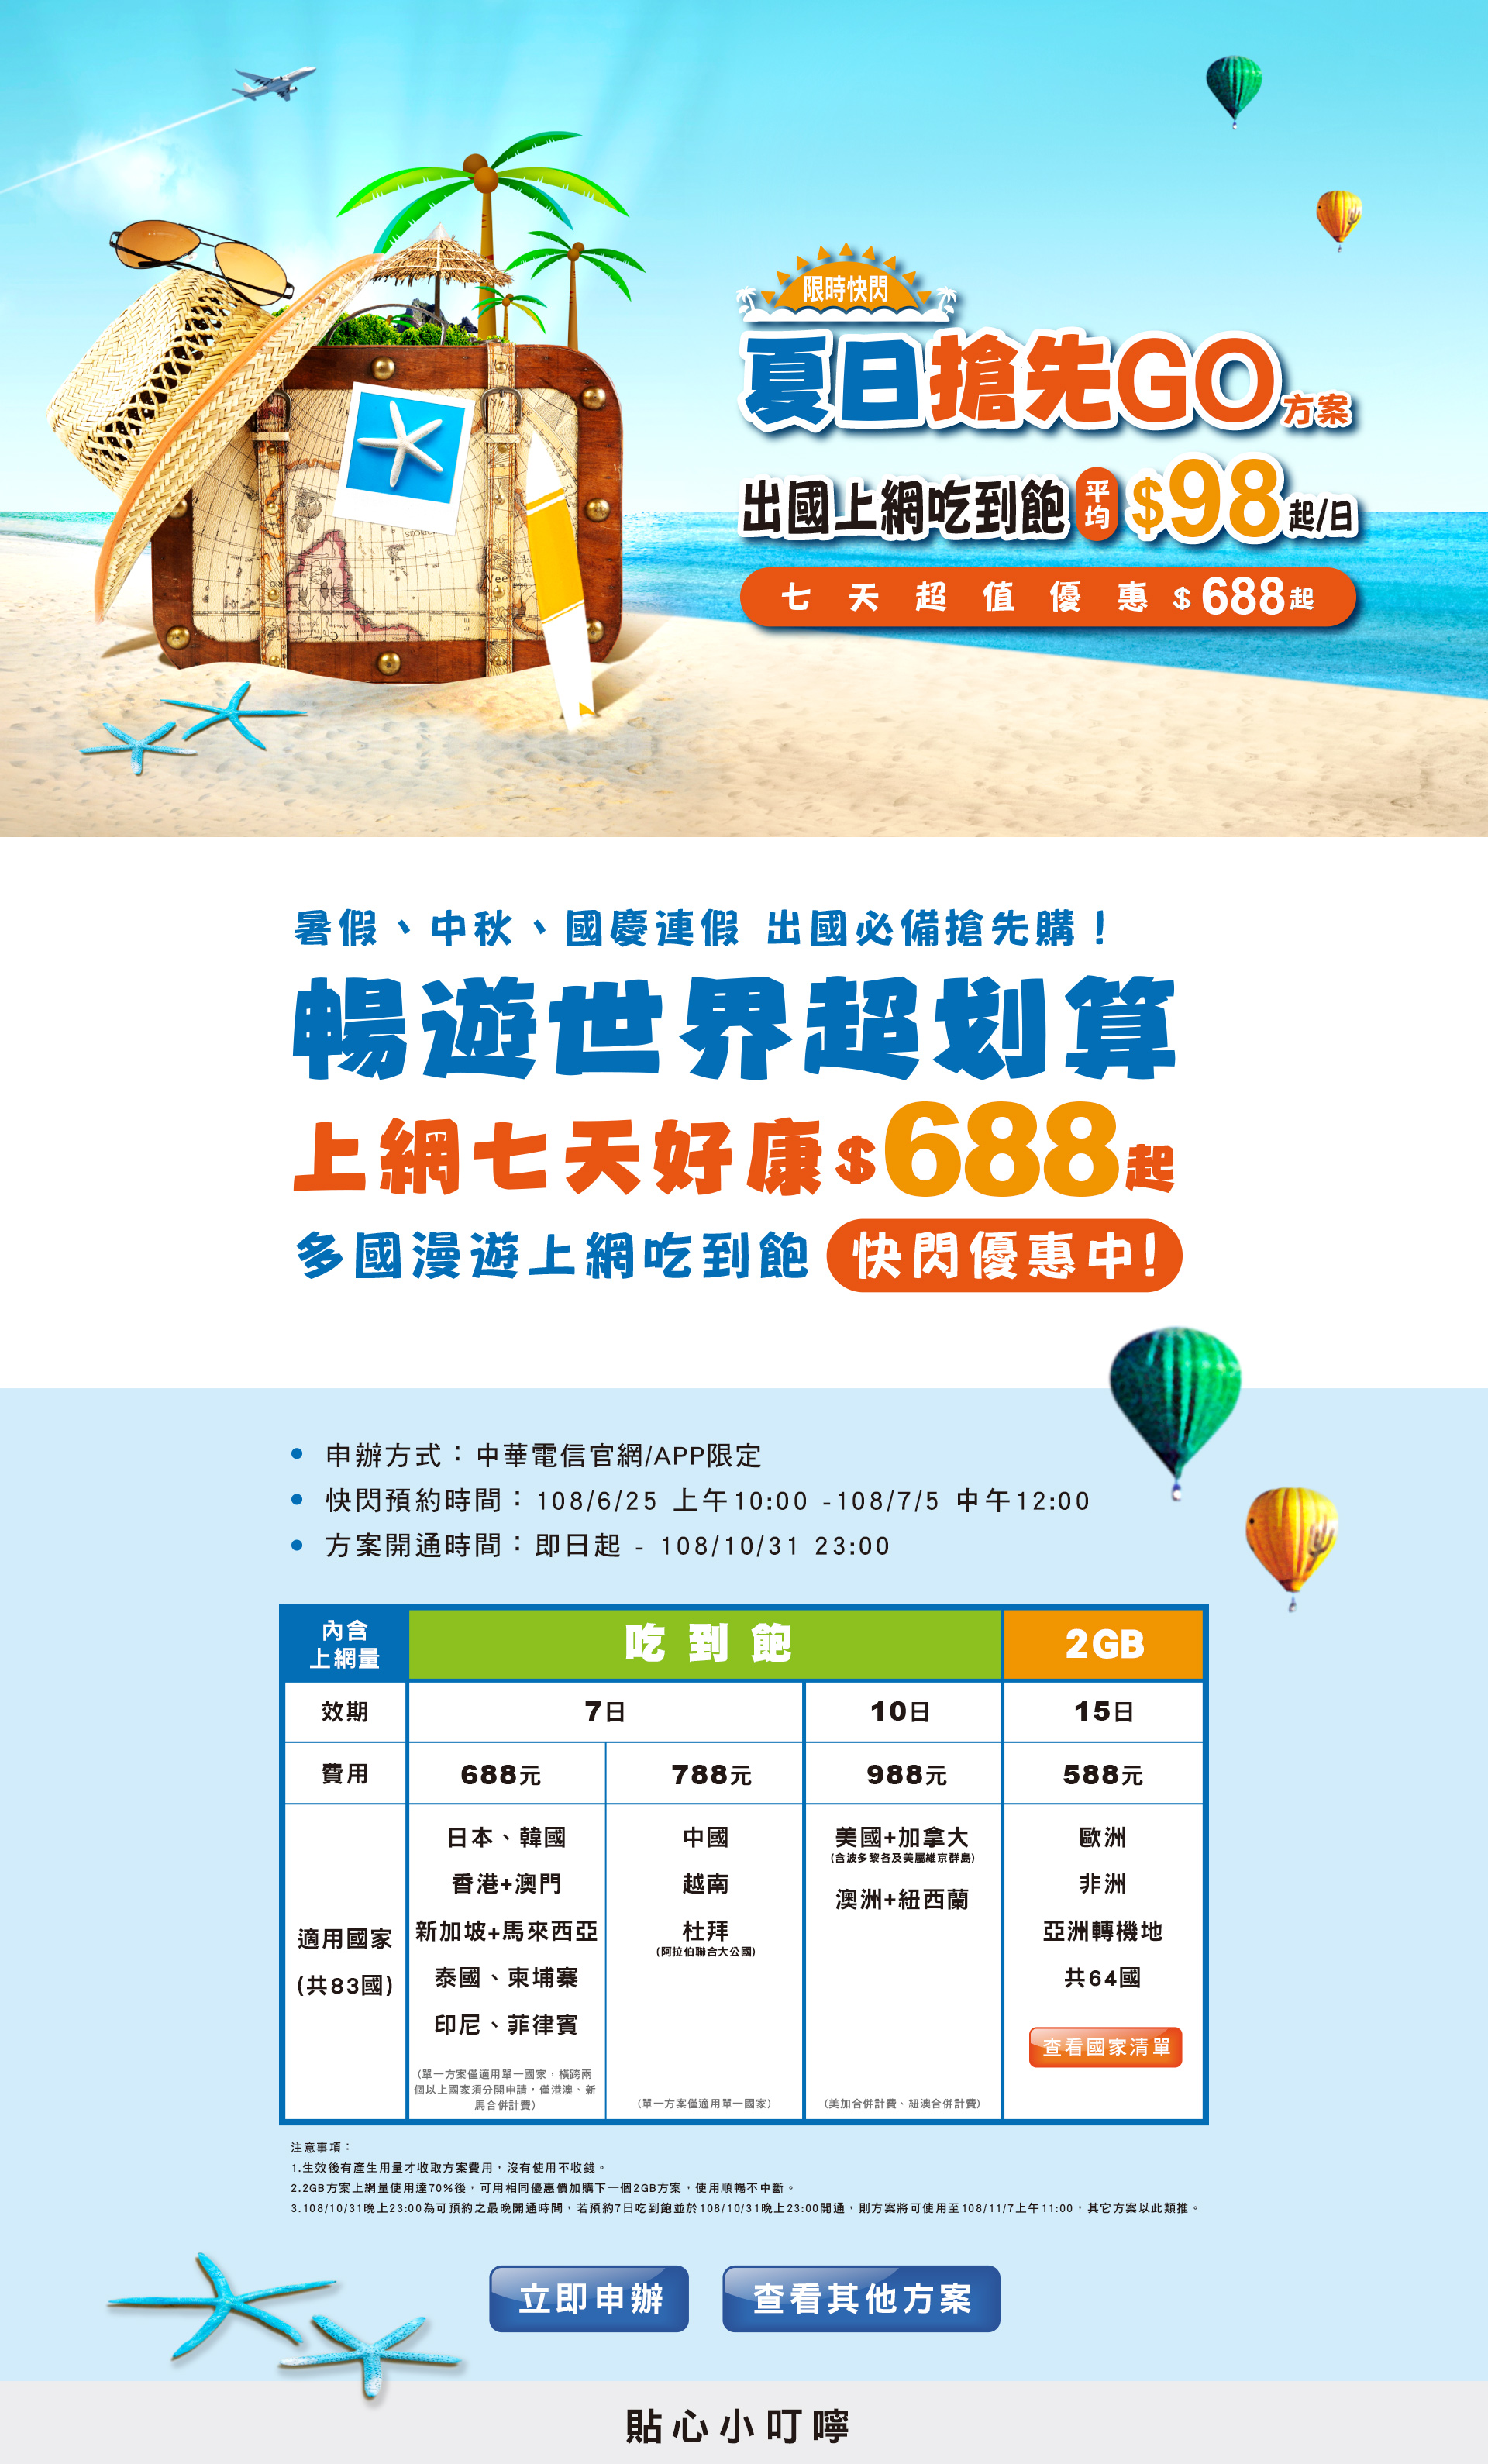 限時快閃
夏日搶先GO方案
出國上網吃到飽 平均 $98起/日
七天超值優惠$688起
暑假、中秋、國慶連假 出國必備搶先購!
暢遊世界超划算
上網七天好康$688起
多國漫遊上網吃到飽 快閃優惠中!
• 申辦方式：中華電信官網/APP限定
• 快閃預約時間：108/6/25 上午10:00 -108/7/5 中午12:00
• 方案開通時間：即日起 - 108/10/31 23:00
內含
上網量
吃到飽
2GB
效期
7日
10日
15日
費用
688元
788元
988元
588元
適用國家
(共83國)
日本、韓國
香港+澳門
新加坡+馬來西亞
泰國、柬埔寨
印尼、菲律賓
(單一方案僅適用單一國家，橫跨兩
個以上國家須分開申請，僅港澳、新
馬合併計費)
中國
越南
杜拜
(阿拉伯聯合大公國)
(單一方案僅適用單一國家)
美國+加拿大
(含波多黎各及美屬維京群島)
澳洲+紐西蘭
(美加合併計費、紐澳合併計費)
歐洲
非洲
亞洲轉機地
共64國
查看國家清單
注意事項：
1.生效後有產生用量才收取方案費用，沒有使用不收錢。
2.2GB方案上網量使用達70%後，可用相同優惠價加購下一個2GB方案，使用順暢不中斷。
3.108/10/31晚上23:00為可預約之最晚開通時間，若預約7日吃到飽並於108/10/31晚上23:00開通，則方案將可使用至108/11/7上午11:00，其它方案以此類推。
立即申辦
查看其他方案
貼心小叮嚀